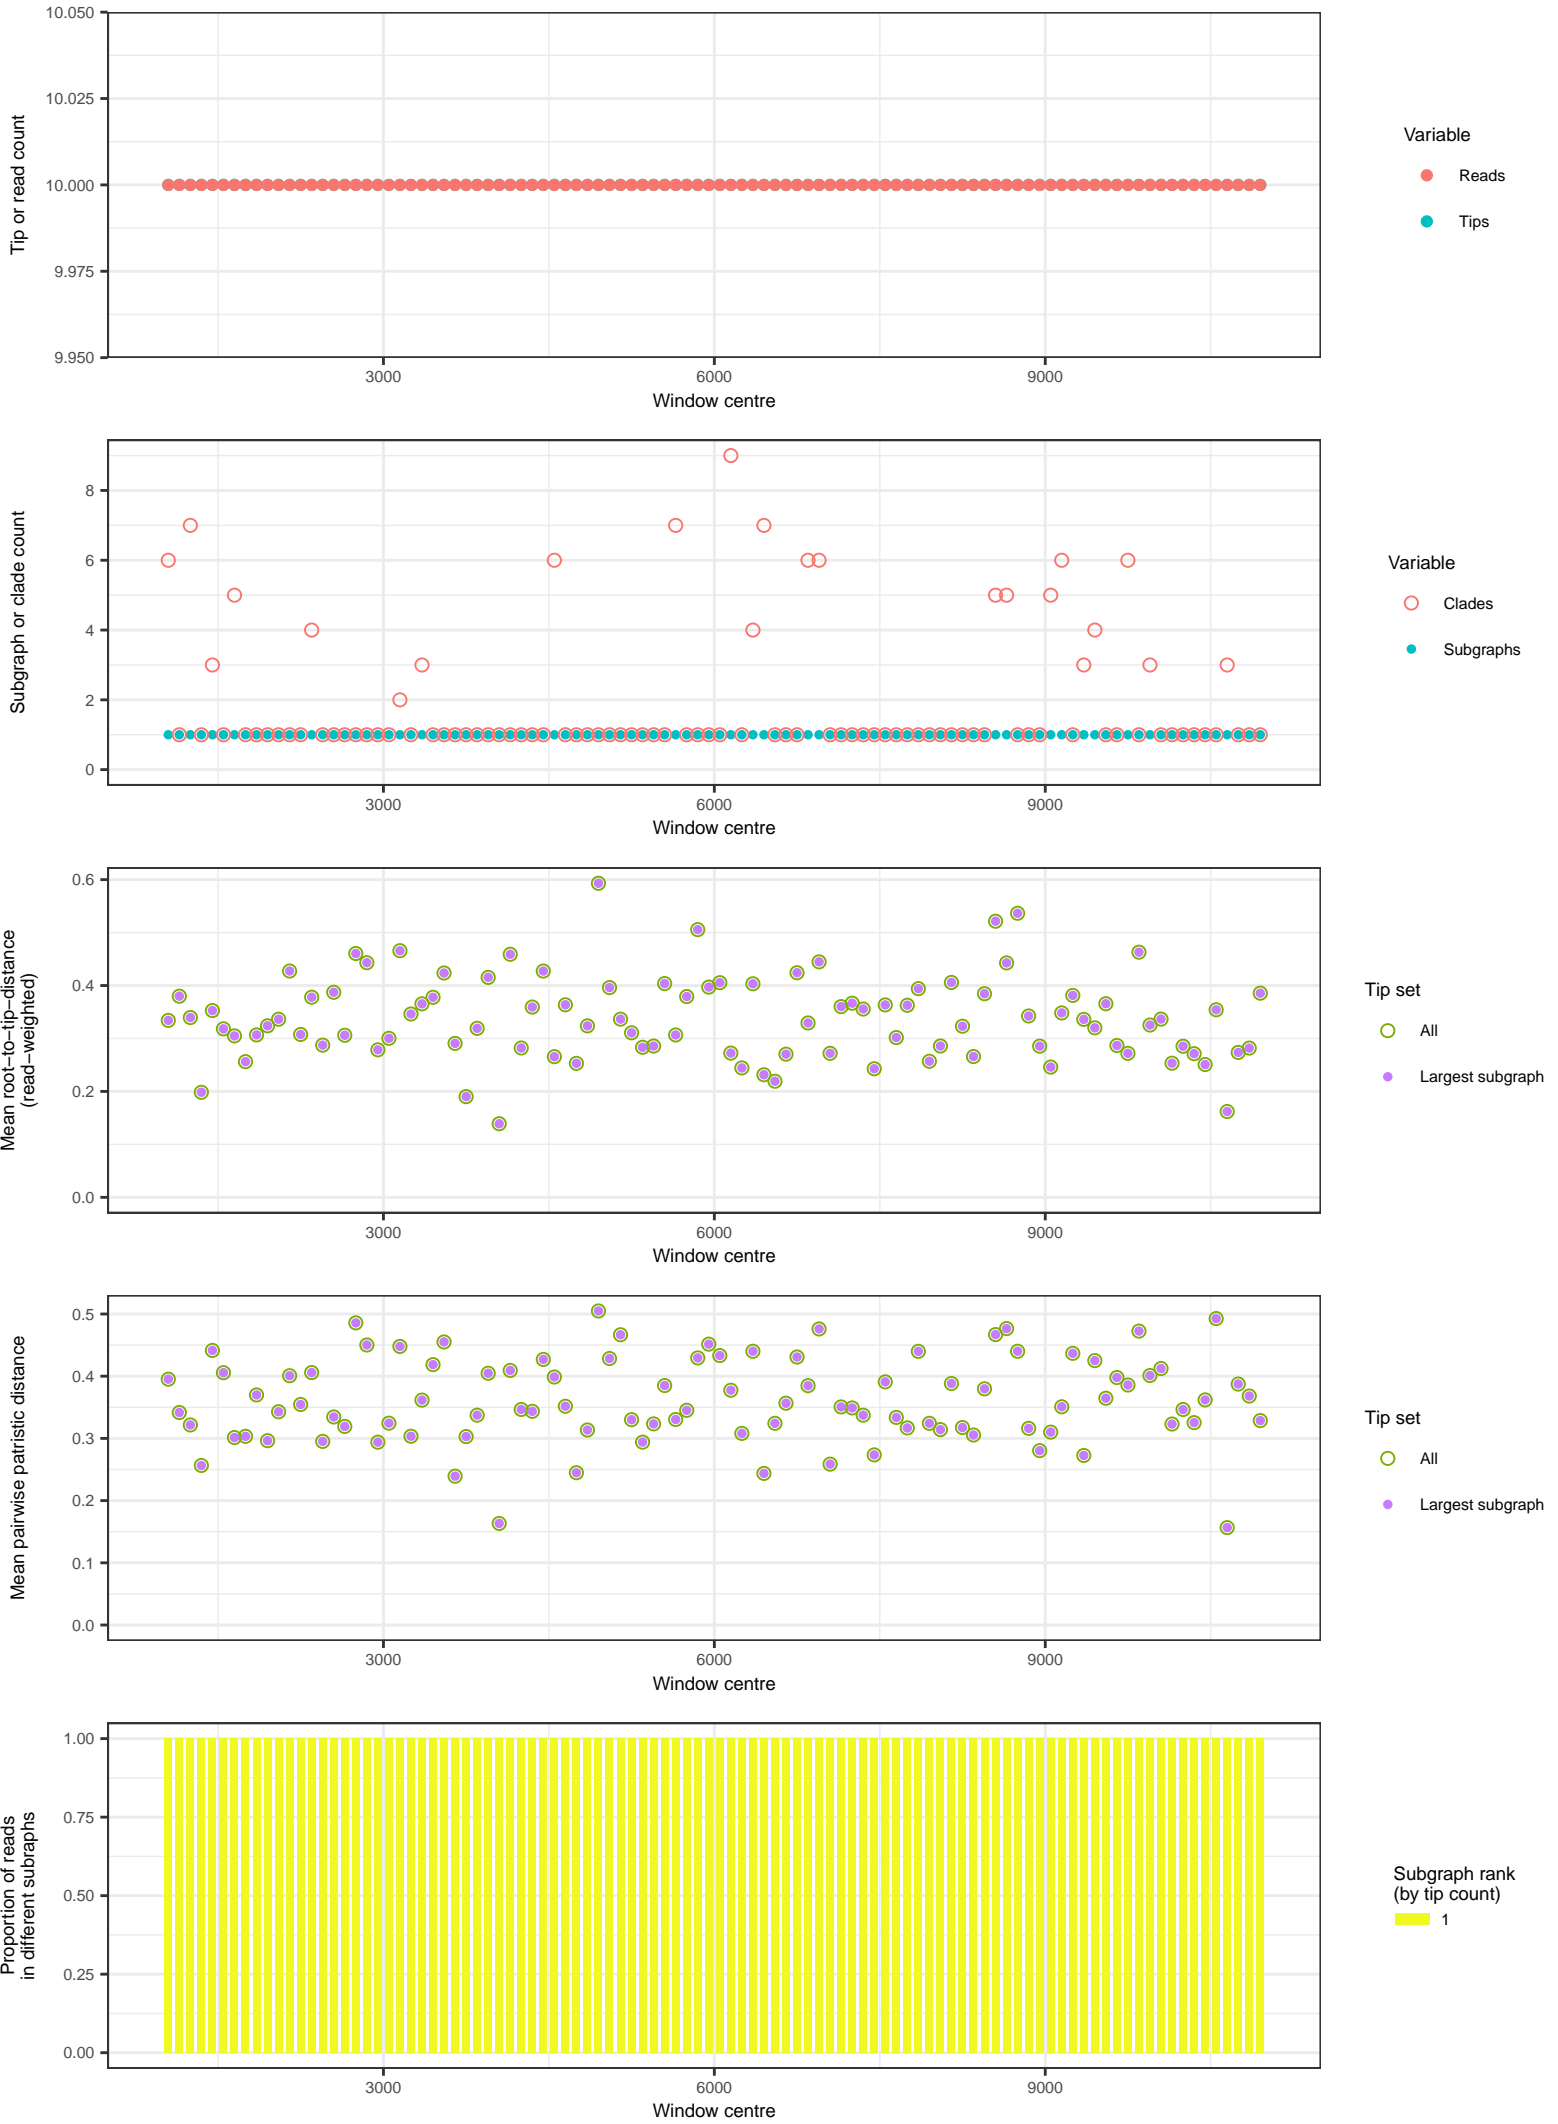 10.050
10.025
10.000
9.975
9.950
Tip or read count
3000 6000 9000
Window centre
Variable
Reads
Tips
8
6
4
2
0
Subgraph or clade count
3000 6000 9000
Window centre
Variable
Clades
Subgraphs
0.6
0.4
0.2
0.0
Mean root−to−tip−distance
(read−weighted)
3000 6000 9000
Window centre
Tip set
All
Largest subgraph
0.5
0.4
0.3
0.2
0.1
0.0
Mean pairwise patristic distance
3000 6000 9000
Window centre
Tip set
All
Largest subgraph
1.00
0.75
0.50
0.25
0.00
Proportion of reads
in different subraphs
3000 6000 9000
Window centre
Subgraph rank
(by tip count)
1